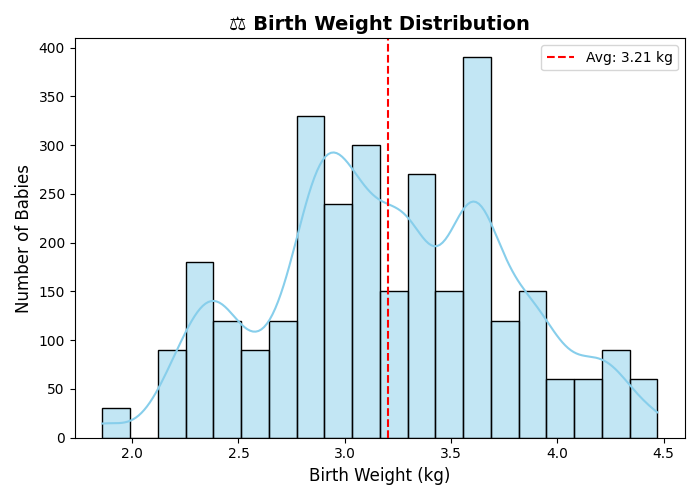 ⚖ Birth Weight Distribution
400
350
300
250
200
150
100
50
0
Number of Babies
Avg: 3.21 kg
2.0 2.5 3.0 3.5 4.0 4.5
Birth Weight (kg)